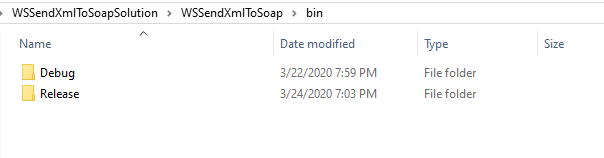 WSSendXmlToSoapSolution > WSSendXmlToSoap > bin
Name Date modified Type Size
Debug 3/22/2020 7:59 PM File folder
Release 3/24/2020 7:03 PM File folder